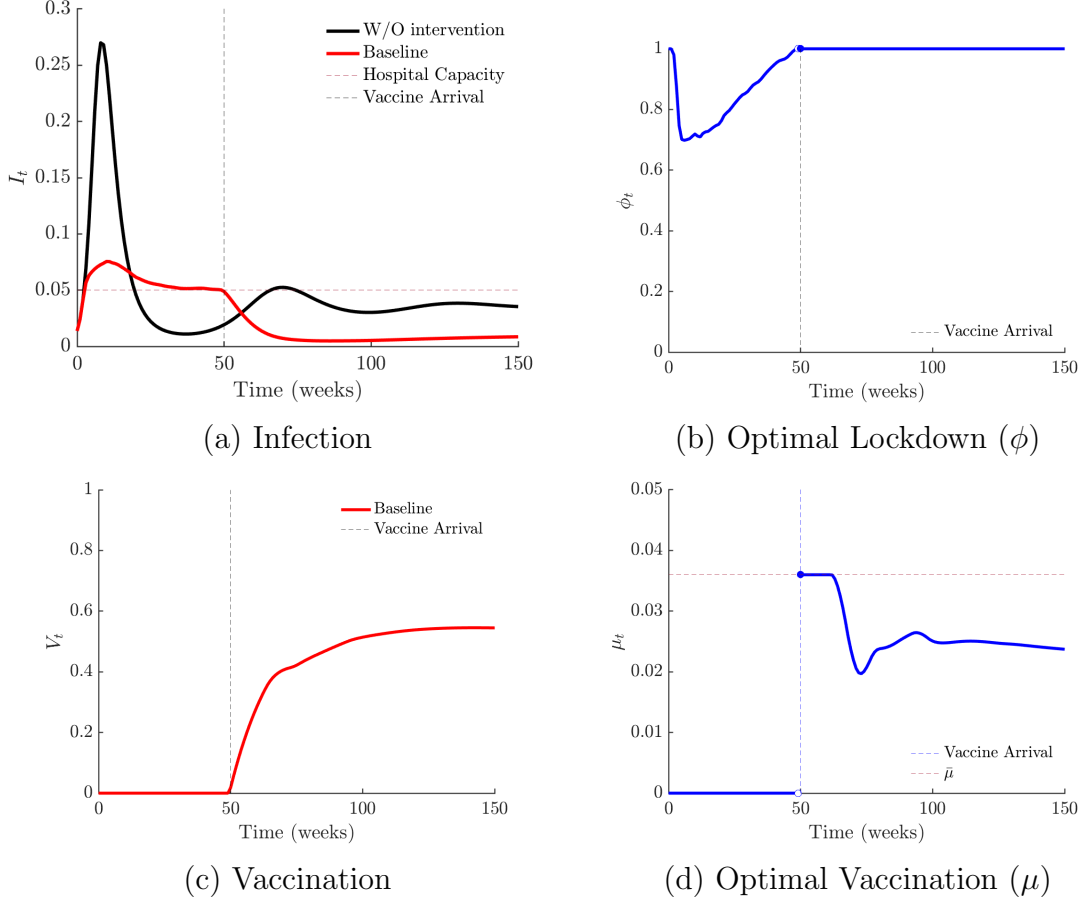 0.3
0.25
0.2
0.15
0.1
0.05
0
I_t
W/O intervention
Baseline
Hospital Capacity
Vaccine Arrival
0 50 100 150
Time (weeks)
(a) Infection
1
0.8
0.6
0.4
0.2
1
ϕ_t
Vaccine Arrival
0 50 100 150
Time (weeks)
(b) Optimal Lockdown (ϕ)
1
0.8
0.6
0.4
0.2
0
V_t
Baseline
Vaccine Arrival
0 50 100 150
Time (weeks)
(c) Vaccination
0.05
0.04
0.03
0.02
0.01
0
μ_t
Vaccine Arrival
μ̄
0 50 100 150
Time (weeks)
(d) Optimal Vaccination (μ)